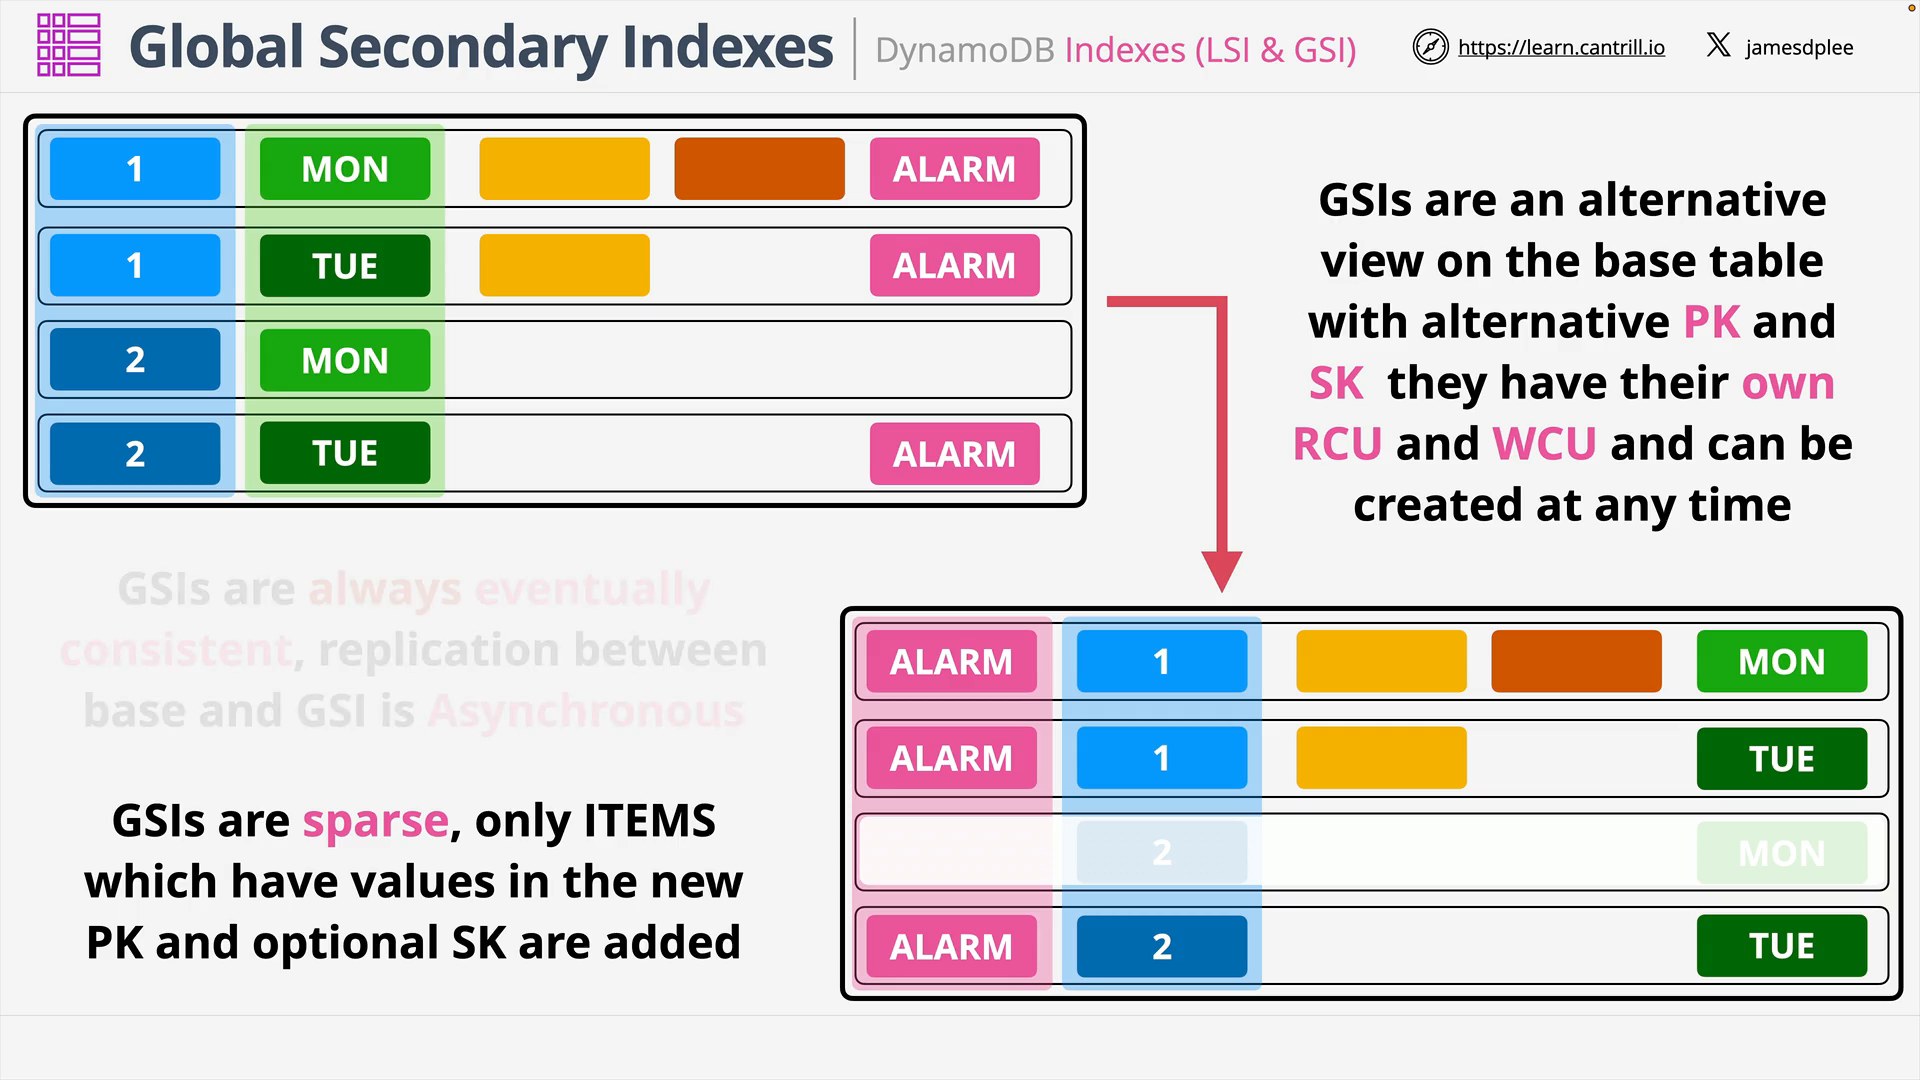 Global Secondary Indexes
DynamoDB Indexes (LSI & GSI)
https://learn.cantrill.io
jamesdplee
1 MON ALARM
1 TUE ALARM
2 MON
2 TUE ALARM
GSIs are an alternative
view on the base table
with alternative PK and
SK they have their own
RCU and WCU and can be
created at any time
GSIs are always eventually
consistent, replication between
base and GSI is Asynchronous
GSIs are sparse, only ITEMS
which have values in the new
PK and optional SK are added
ALARM 1 MON
ALARM 1 TUE
2 MON
ALARM 2 TUE